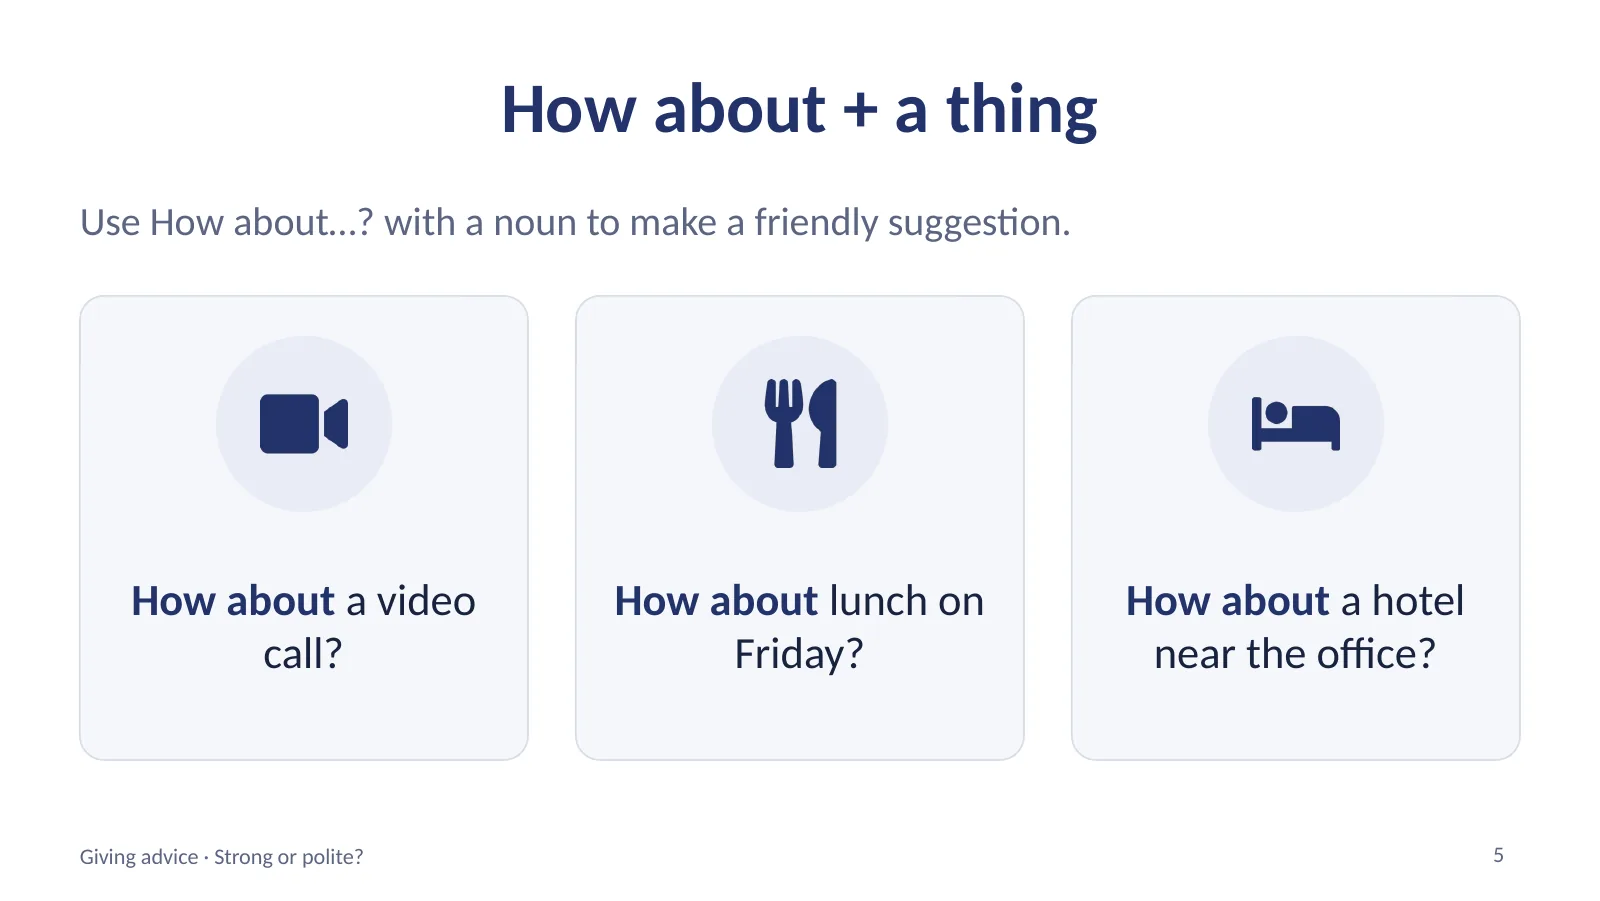 How about + a thing
Use How about...? with a noun to make a friendly suggestion.
How about a video
call?
How about lunch on
Friday?
How about a hotel
near the office?
Giving advice · Strong or polite?
5